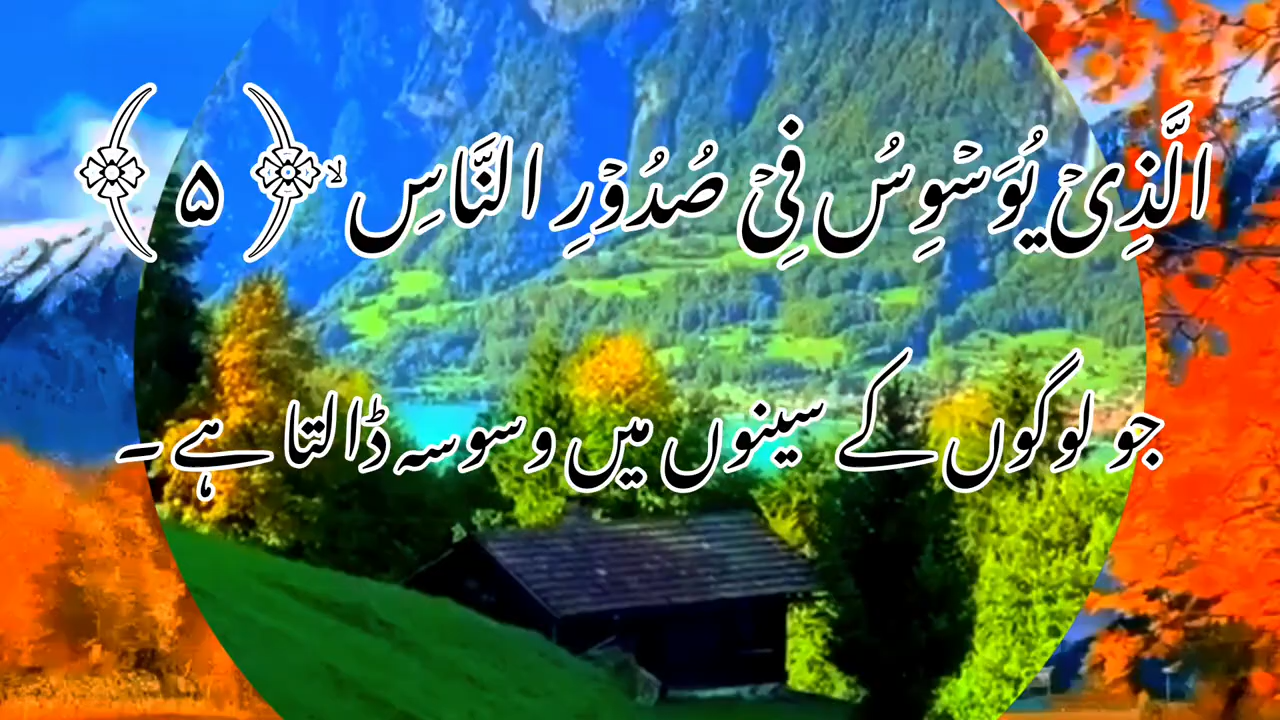 الَّذِیۡ یُوَسۡوِسُ فِیۡ صُدُوۡرِ النَّاسِ ۙ﴿۵﴾
جو لوگوں کے سینوں میں وسوسہ ڈالتا ہے۔